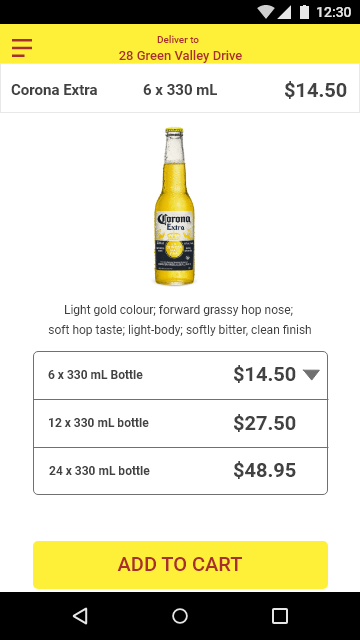 12:30
Deliver to
28 Green Valley Drive
Corona Extra 6 x 330 mL $14.50
Corona
Extra
Light gold colour; forward grassy hop nose;
soft hop taste; light-body; softly bitter, clean finish
6 x 330 mL Bottle $14.50
12 x 330 mL bottle $27.50
24 x 330 mL bottle $48.95
ADD TO CART